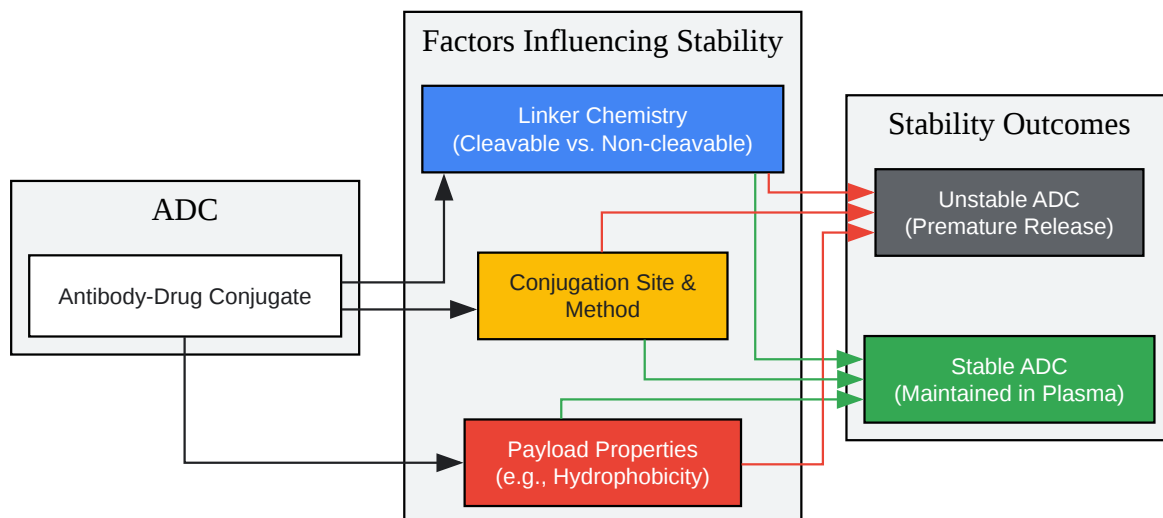 Factors Influencing Stability
Linker Chemistry
(Cleavable vs. Non-cleavable)
Stability Outcomes
ADC
Unstable ADC
(Premature Release)
Antibody-Drug Conjugate
Conjugation Site &
Method
Stable ADC
(Maintained in Plasma)
Payload Properties
(e.g., Hydrophobicity)